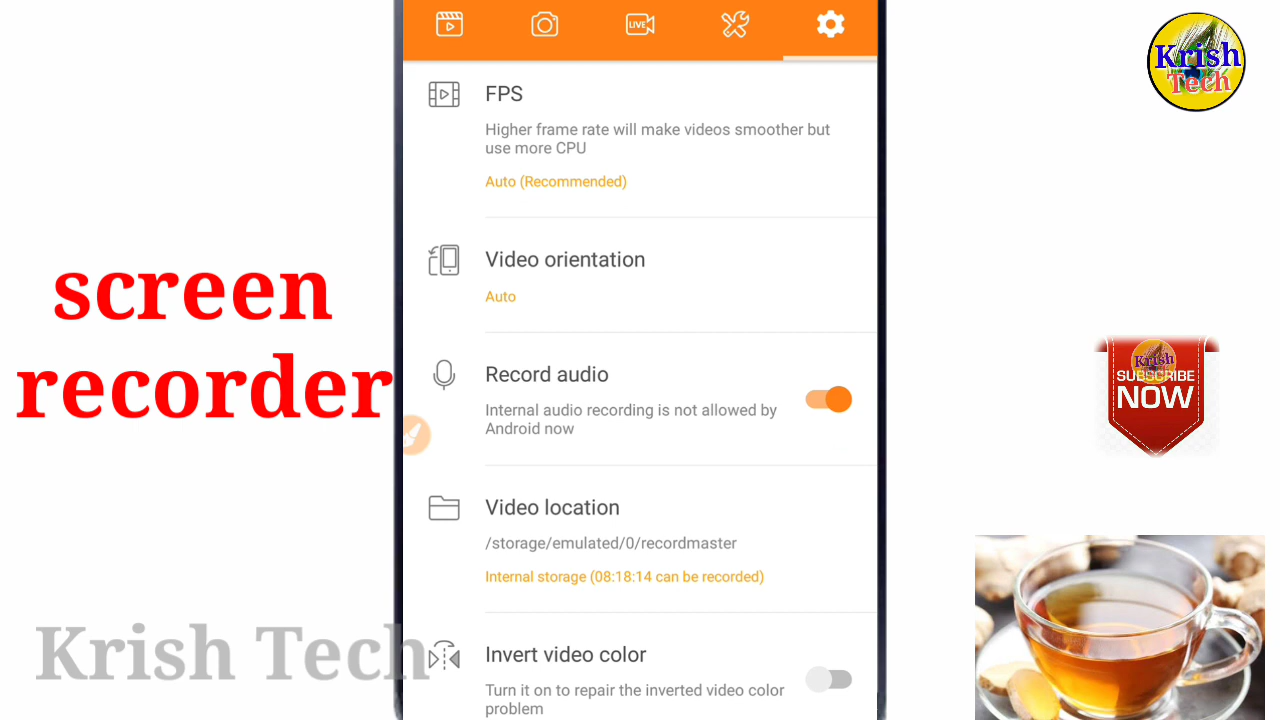 LIVE
Krish
Tech
FPS
Higher frame rate will make videos smoother but
use more CPU
Auto (Recommended)
Video orientation
Auto
screen
recorder
Record audio
Internal audio recording is not allowed by
Android now
Krish
SUBSCRIBE
NOW
Video location
/storage/emulated/0/recordmaster
Internal storage (08:18:14 can be recorded)
Krish Tech
Invert video color
Turn it on to repair the inverted video color
problem